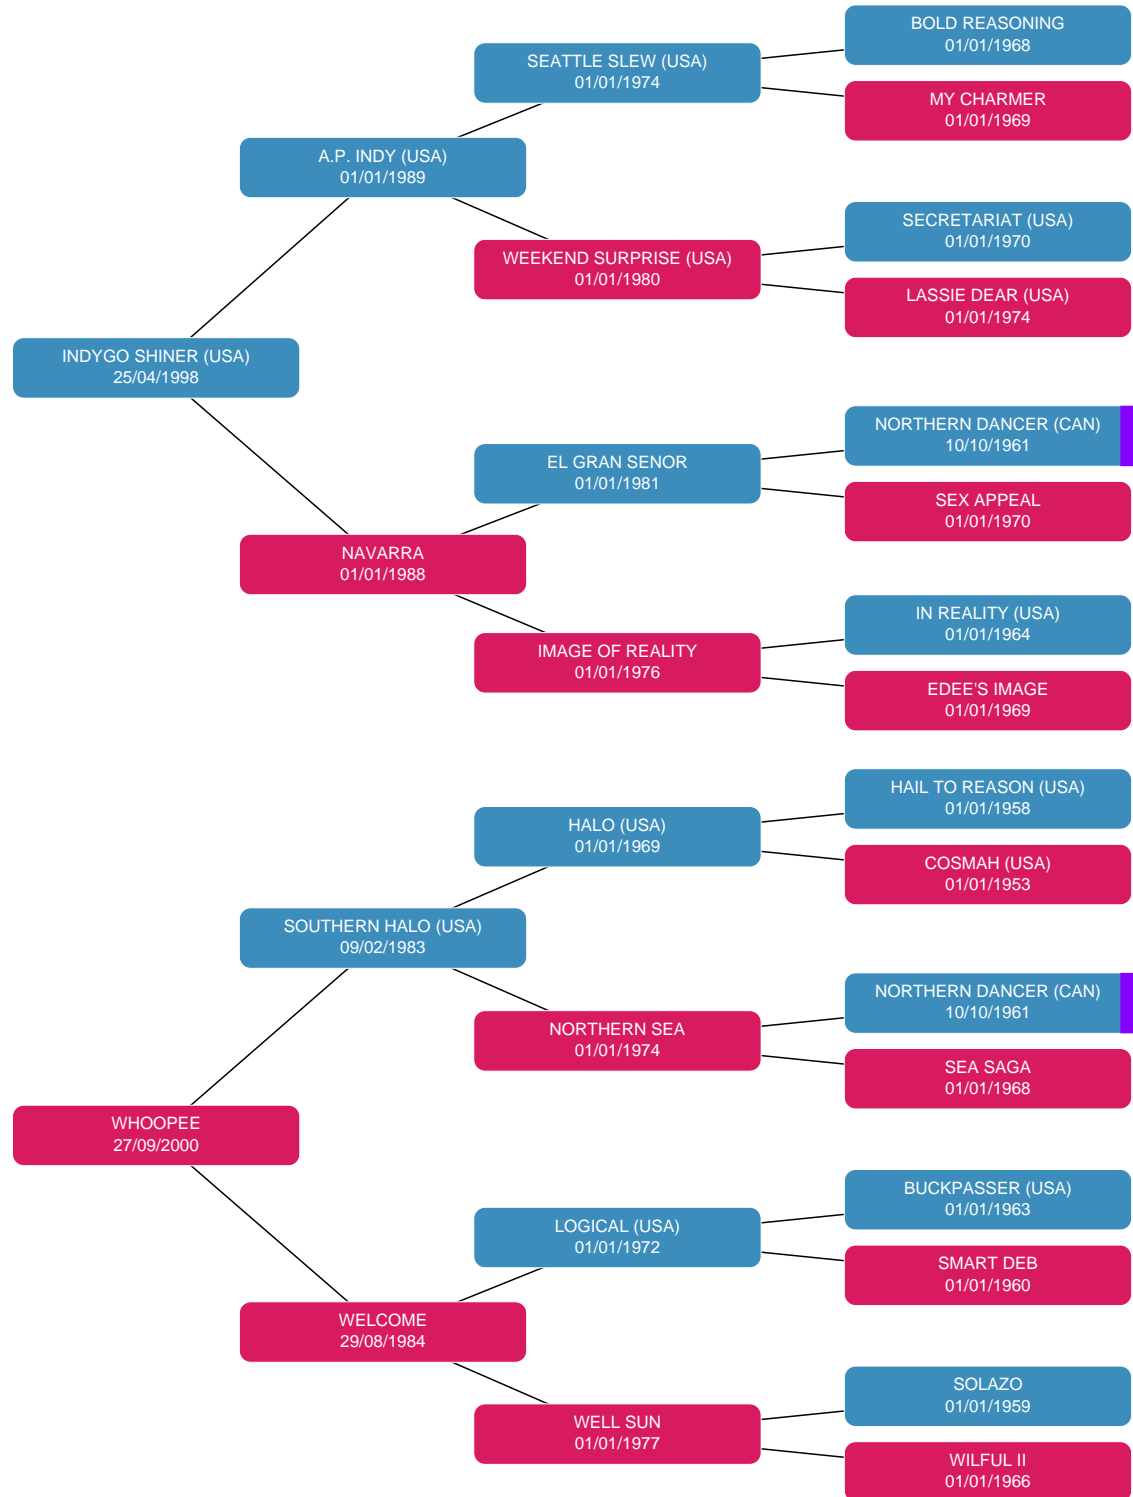 BOLD REASONING
01/01/1968
SEATTLE SLEW (USA)
01/01/1974
MY CHARMER
01/01/1969
A.P. INDY (USA)
01/01/1989
SECRETARIAT (USA)
01/01/1970
WEEKEND SURPRISE (USA)
01/01/1980
LASSIE DEAR (USA)
01/01/1974
INDYGO SHINER (USA)
25/04/1998
NORTHERN DANCER (CAN)
10/10/1961
EL GRAN SENOR
01/01/1981
SEX APPEAL
01/01/1970
NAVARRA
01/01/1988
IN REALITY (USA)
01/01/1964
IMAGE OF REALITY
01/01/1976
EDEE'S IMAGE
01/01/1969
HAIL TO REASON (USA)
01/01/1958
HALO (USA)
01/01/1969
COSMAH (USA)
01/01/1953
SOUTHERN HALO (USA)
09/02/1983
NORTHERN DANCER (CAN)
10/10/1961
NORTHERN SEA
01/01/1974
SEA SAGA
01/01/1968
WHOOPEE
27/09/2000
BUCKPASSER (USA)
01/01/1963
LOGICAL (USA)
01/01/1972
SMART DEB
01/01/1960
WELCOME
29/08/1984
SOLAZO
01/01/1959
WELL SUN
01/01/1977
WILFUL II
01/01/1966